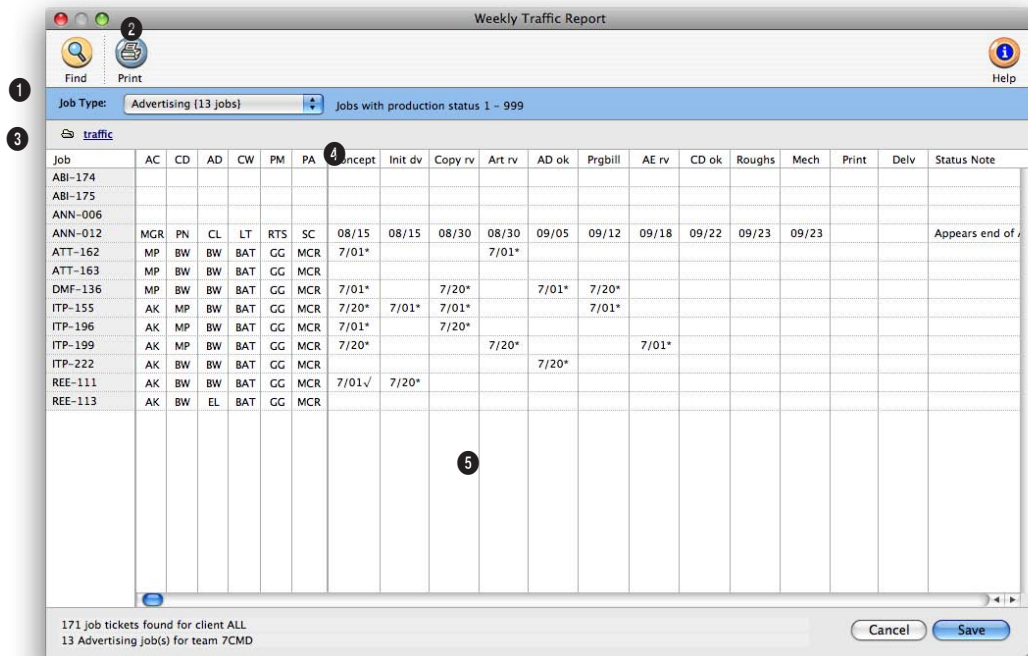 Weekly Traffic Report
2
Find Print Help
1
Job Type: Advertising {13 jobs} Jobs with production status 1 - 999
3
traffic
4
Job AC CD AD CW PM PA Init dv Copy rv Art rv AD ok Prgbill AE rv CD ok Roughs Mech Print Delv Status Note
ABI-174
ABI-175
ANN-006
ANN-012 MGR PN CL LT RTS SC 08/15 08/15 08/30 08/30 09/05 09/12 09/18 09/22 09/23 09/23 Appears end of
ATT-162 MP BW BW BAT GG MCR 7/01* 7/01*
ATT-163 MP BW BW BAT GG MCR
DMF-136 MP BW BW BAT GG MCR 7/01* 7/20* 7/01* 7/20*
ITP-155 AK MP BW BAT GG MCR 7/20* 7/01* 7/01* 7/01*
ITP-196 AK MP BW BAT GG MCR 7/01* 7/20*
ITP-199 AK MP BW BAT GG MCR 7/20* 7/20* 7/01*
ITP-222 AK BW BW BAT GG MCR 7/20*
REE-111 AK BW BW BAT GG MCR 7/01√ 7/20*
REE-113 AK BW EL BAT GG MCR
5
171 job tickets found for client ALL
13 Advertising job(s) for team 7CMD
Cancel Save